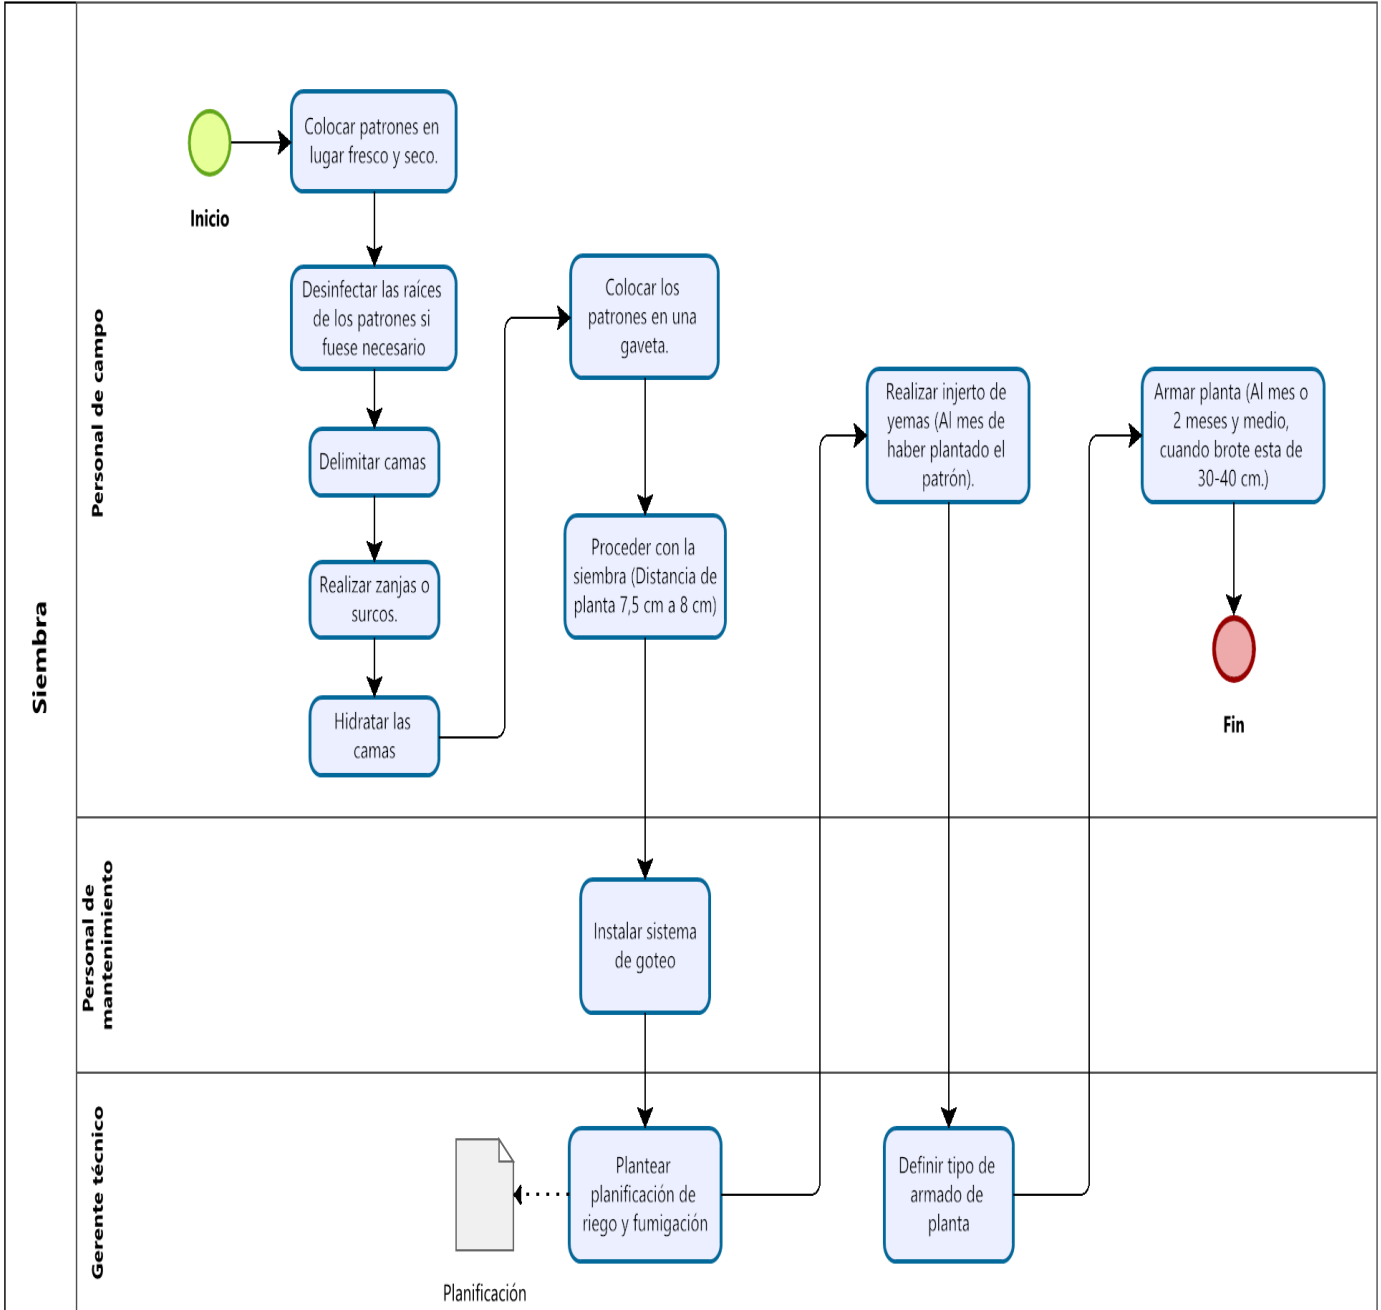 Siembra
Personal de campo
Inicio
Colocar patrones en
lugar fresco y seco.
Desinfectar las raíces
de los patrones si
fuese necesario
Delimitar camas
Realizar zanjas o
surcos.
Hidratar las
camas
Colocar los
patrones en una
gaveta.
Proceder con la
siembra (Distancia de
planta 7,5 cm a 8 cm)
Realizar injerto de
yemas (Al mes de
haber plantado el
patrón).
Armar planta (Al mes o
2 meses y medio,
cuando brote esta de
30-40 cm.)
Fin
Personal de
mantenimiento
Instalar sistema
de goteo
Gerente técnico
Planificación
Plantear
planificación de
riego y fumigación
Definir tipo de
armado de
planta